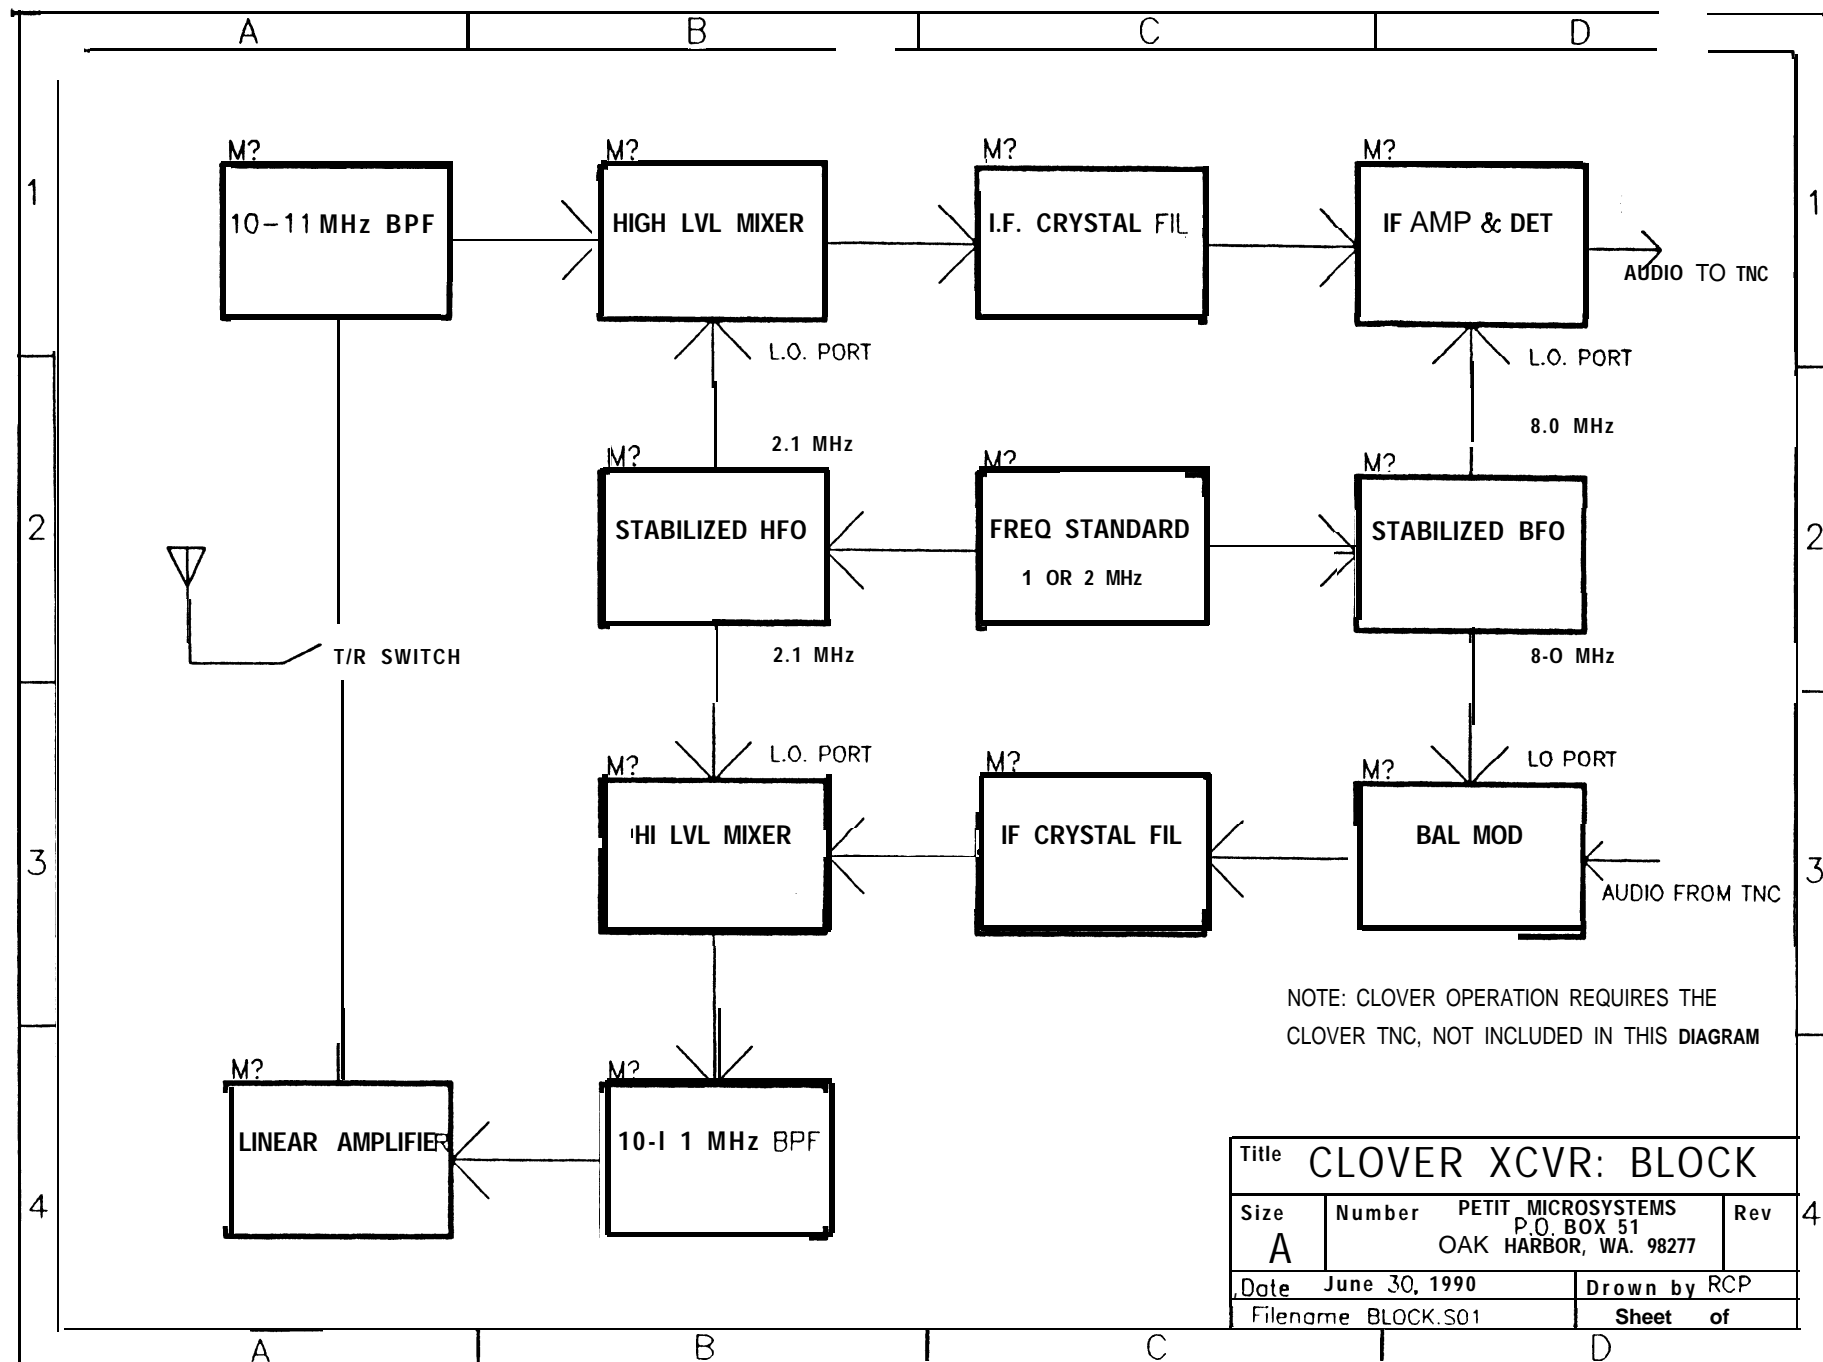 A B C D
M? M? M? M?
1 1
10-11 MHz BPF
HIGH LVL MIXER
I.F. CRYSTAL FIL
IF AMP & DET
AUDIO TO TNC
L.O. PORT
L.O. PORT
2.1 MHz
8.0 MHz
M? M? M?
2 2
STABILIZED HFO
FREQ STANDARD
1 OR 2 MHz
STABILIZED BFO
T/R SWITCH
2.1 MHz
8-O MHz
L.O. PORT
LO PORT
M? M? M?
3 3
HI LVL MIXER
IF CRYSTAL FIL
BAL MOD
AUDIO FROM TNC
NOTE: CLOVER OPERATION REQUIRES THE
CLOVER TNC, NOT INCLUDED IN THIS DIAGRAM
M? M?
LINEAR AMPLIFIER
10-I 1 MHz BPF
4 4
Title CLOVER XCVR: BLOCK
Size A
Number PETIT MICROSYSTEMS
P.O. BOX 51
OAK HARBOR, WA. 98277
Rev
Date June 30, 1990
Drown by RCP
Filename BLOCK.S01
Sheet of
A B C D